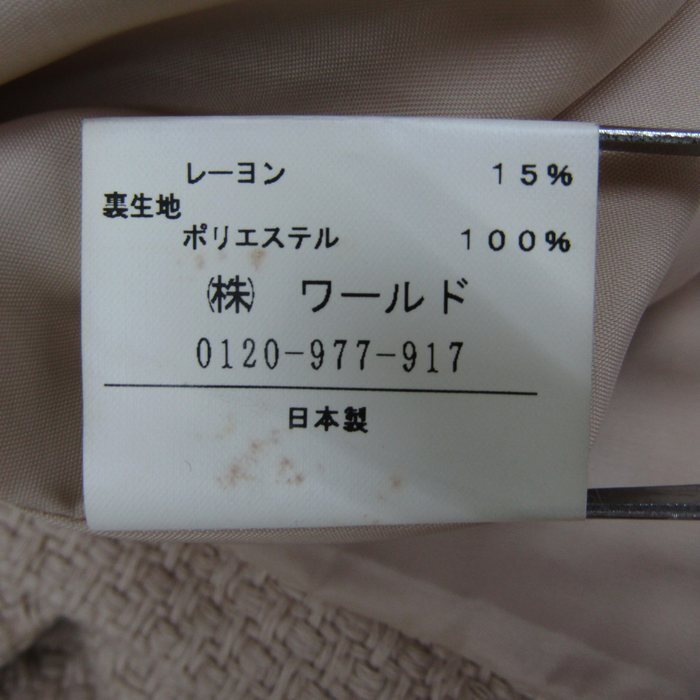 レーヨン 15%
裏生地
ポリエステル 100%
㈱ ワールド
0120-977-917
日本製